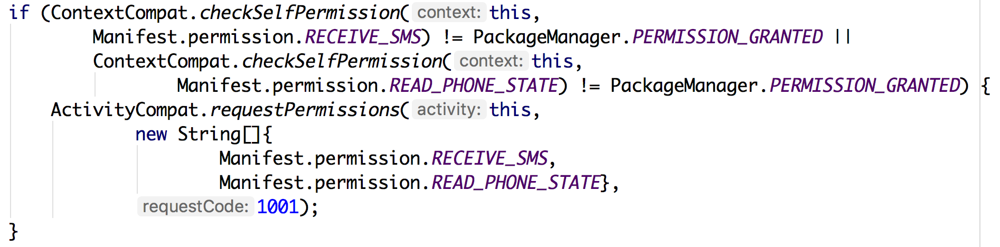 if (ContextCompat.checkSelfPermission( context: this,
Manifest.permission.RECEIVE_SMS) != PackageManager.PERMISSION_GRANTED ||
ContextCompat.checkSelfPermission( context: this,
Manifest.permission.READ_PHONE_STATE) != PackageManager.PERMISSION_GRANTED) {
ActivityCompat.requestPermissions( activity: this,
new String[]{
Manifest.permission.RECEIVE_SMS,
Manifest.permission.READ_PHONE_STATE},
requestCode: 1001);
}